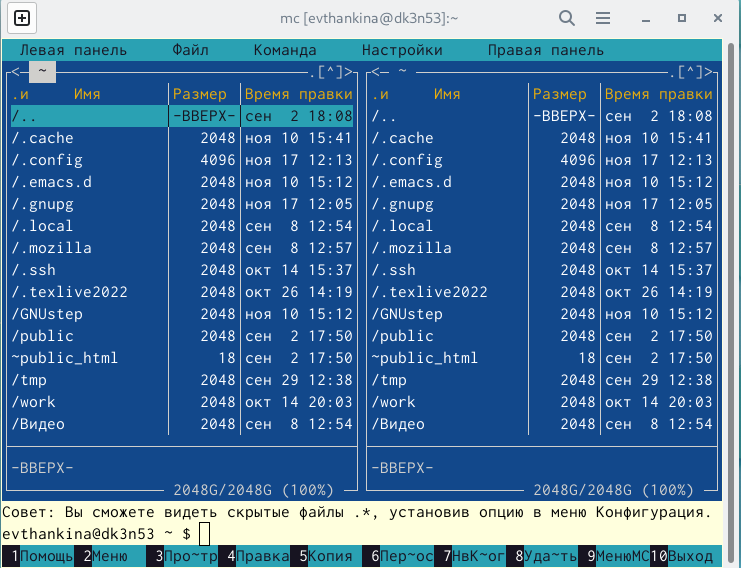 mc [evthankina@dk3n53]:~
Левая панель Файл Команда Настройки Правая панель
<— ~ .[^]> <— ~ .[^]>
.и Имя Размер Время правки .и Имя Размер Время правки
/.. -ВВЕРХ- сен 2 18:08 /.. -ВВЕРХ- сен 2 18:08
/.cache 2048 ноя 10 15:41 /.cache 2048 ноя 10 15:41
/.config 4096 ноя 17 12:13 /.config 4096 ноя 17 12:13
/.emacs.d 2048 ноя 10 15:12 /.emacs.d 2048 ноя 10 15:12
/.gnupg 2048 ноя 17 12:05 /.gnupg 2048 ноя 17 12:05
/.local 2048 сен 8 12:54 /.local 2048 сен 8 12:54
/.mozilla 2048 сен 8 12:57 /.mozilla 2048 сен 8 12:57
/.ssh 2048 окт 14 15:37 /.ssh 2048 окт 14 15:37
/.texlive2022 2048 окт 26 14:19 /.texlive2022 2048 окт 26 14:19
/GNUstep 2048 ноя 10 15:12 /GNUstep 2048 ноя 10 15:12
/public 2048 сен 2 17:50 /public 2048 сен 2 17:50
~public_html 18 сен 2 17:50 ~public_html 18 сен 2 17:50
/tmp 2048 сен 29 12:38 /tmp 2048 сен 29 12:38
/work 2048 окт 14 20:03 /work 2048 окт 14 20:03
/Видео 2048 сен 8 12:54 /Видео 2048 сен 8 12:54
-ВВЕРХ- -ВВЕРХ-
2048G/2048G (100%) 2048G/2048G (100%)
Совет: Вы сможете видеть скрытые файлы .*, установив опцию в меню Конфигурация.
evthankina@dk3n53 ~ $
1Помощь 2Меню 3Про~тр 4Правка 5Копия 6Пер~ос 7НвК~ог 8Уда~ть 9МенюМС 10Выход